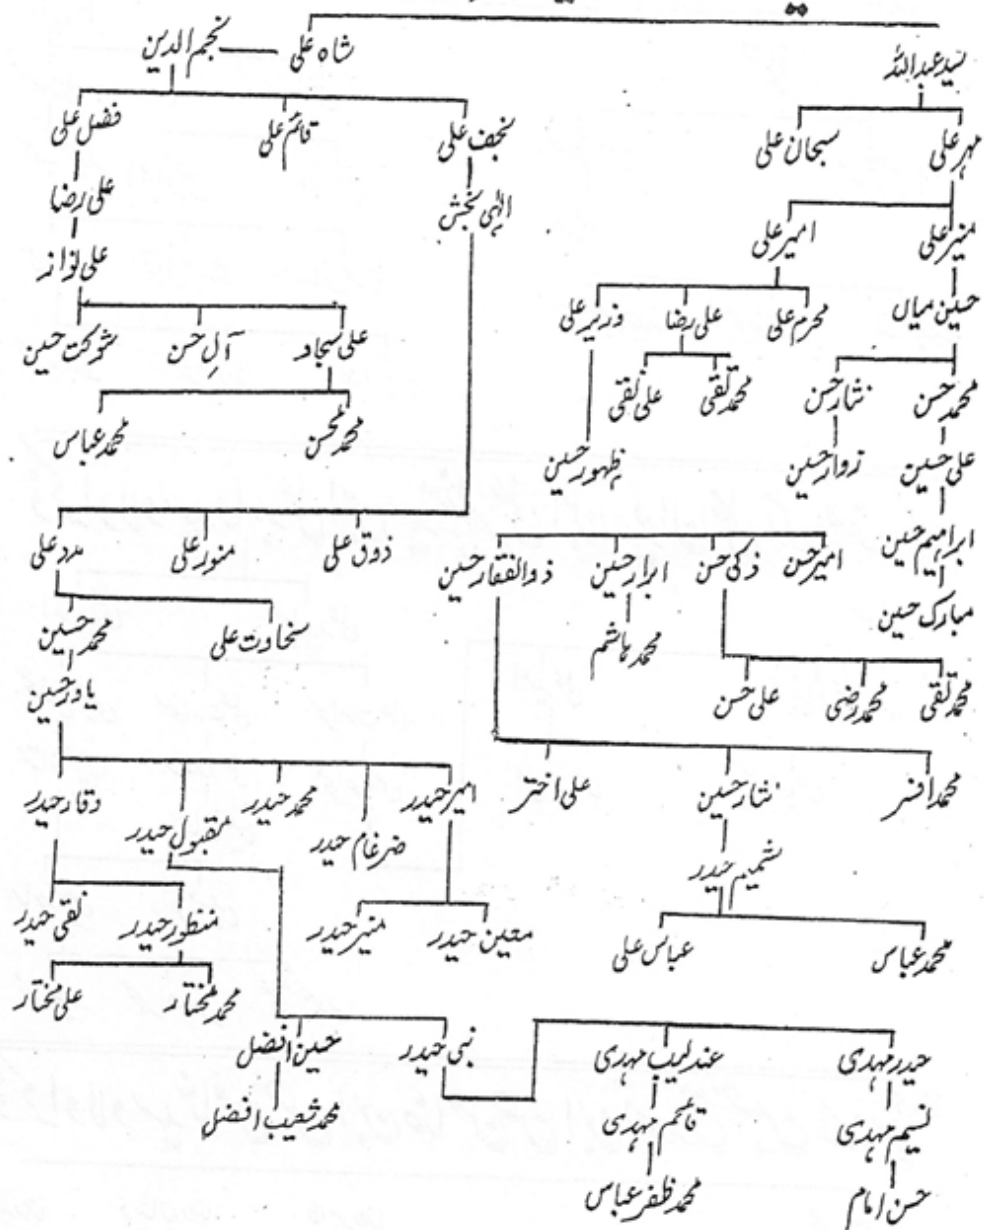 سید عبد اللہ
شاہ علی
نجم الدین
مہر علی
سبحان علی
نجف علی
قائم علی
فضل علی
الہی بخش
علی رضا
منیر علی
امیر علی
علی نواز
حسین میاں
محرم علی
علی رضا
وزیر علی
علی سجاد
آلِ حسن
شوکت حسین
محمد حسن
نثار حسن
محمد تقی
علی نقی
محمد محسن
محمد عباس
علی حسین
زوار حسین
ظہور حسین
ابراہیم حسین
امیر حسن
ذکی حسن
ابرار حسین
ذوالفقار حسین
ذوق علی
منور علی
مدد علی
مبارک حسین
محمد ہاشم
سخاوت علی
محمد حسین
محمد تقی
محمد رضی
علی حسن
یاور حسین
محمد افسر
نثار حسین
علی اختر
امیر حیدر
ضرغام حیدر
محمد حیدر
مقبول حیدر
وقار حیدر
شمیم حیدر
محمد عباس
عباس علی
معین حیدر
منیر حیدر
منظور حیدر
نقی حیدر
محمد مختار
علی مختار
حیدر مہدی
عندلیب مہدی
نبی حیدر
حسین افضل
نسیم مہدی
قائم مہدی
محمد شعیب افضل
حسن امام
محمد ظفر عباس